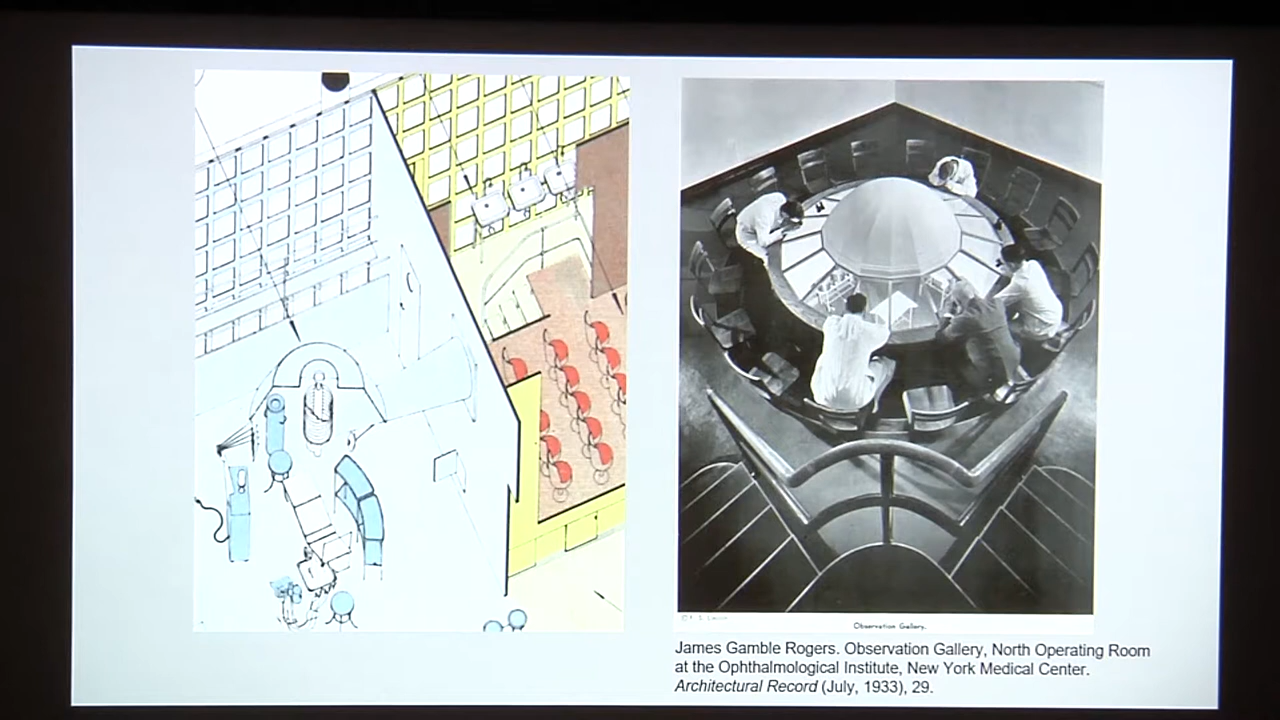 Observation Gallery.
James Gamble Rogers. Observation Gallery, North Operating Room
at the Ophthalmological Institute, New York Medical Center.
Architectural Record (July, 1933), 29.